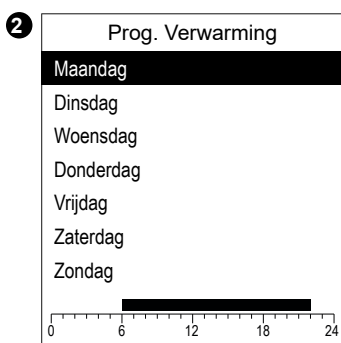 2
Prog. Verwarming
Maandag
Dinsdag
Woensdag
Donderdag
Vrijdag
Zaterdag
Zondag
0 6 12 18 24